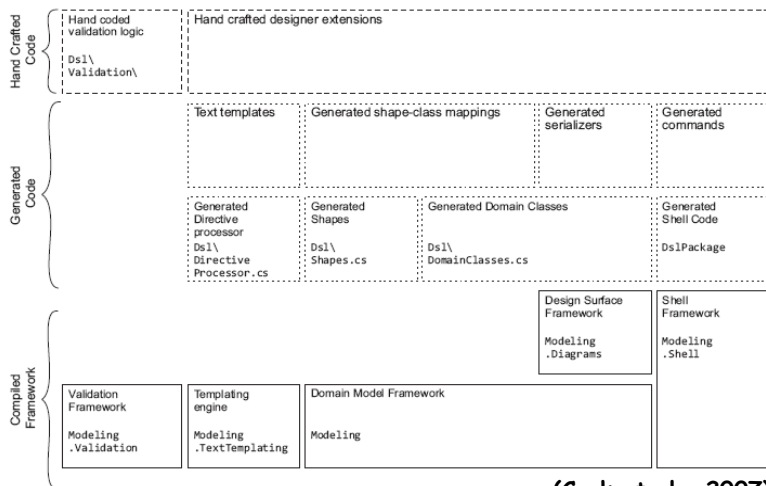 Hand Crafted
Code
Hand coded
validation logic
Dsl\
Validation\
Hand crafted designer extensions
Generated
Code
Text templates
Generated shape-class mappings
Generated
serializers
Generated
commands
Generated
Directive
processor
Dsl\
Directive
Processor.cs
Generated
Shapes
Dsl\
Shapes.cs
Generated Domain Classes
Dsl\
DomainClasses.cs
Generated
Shell Code
DslPackage
Compiled
Framework
Design Surface
Framework
Modeling
.Diagrams
Shell
Framework
Modeling
.Shell
Validation
Framework
Modeling
.Validation
Templating
engine
Modeling
.TextTemplating
Domain Model Framework
Modeling
2007)